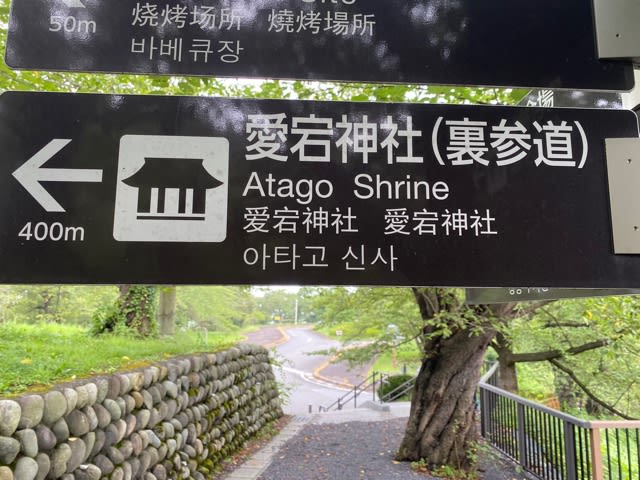 50m
烧烤场所 燒烤場所
바베큐장
愛宕神社(裏参道)
Atago Shrine
爱宕神社 愛宕神社
아타고 신사
400m